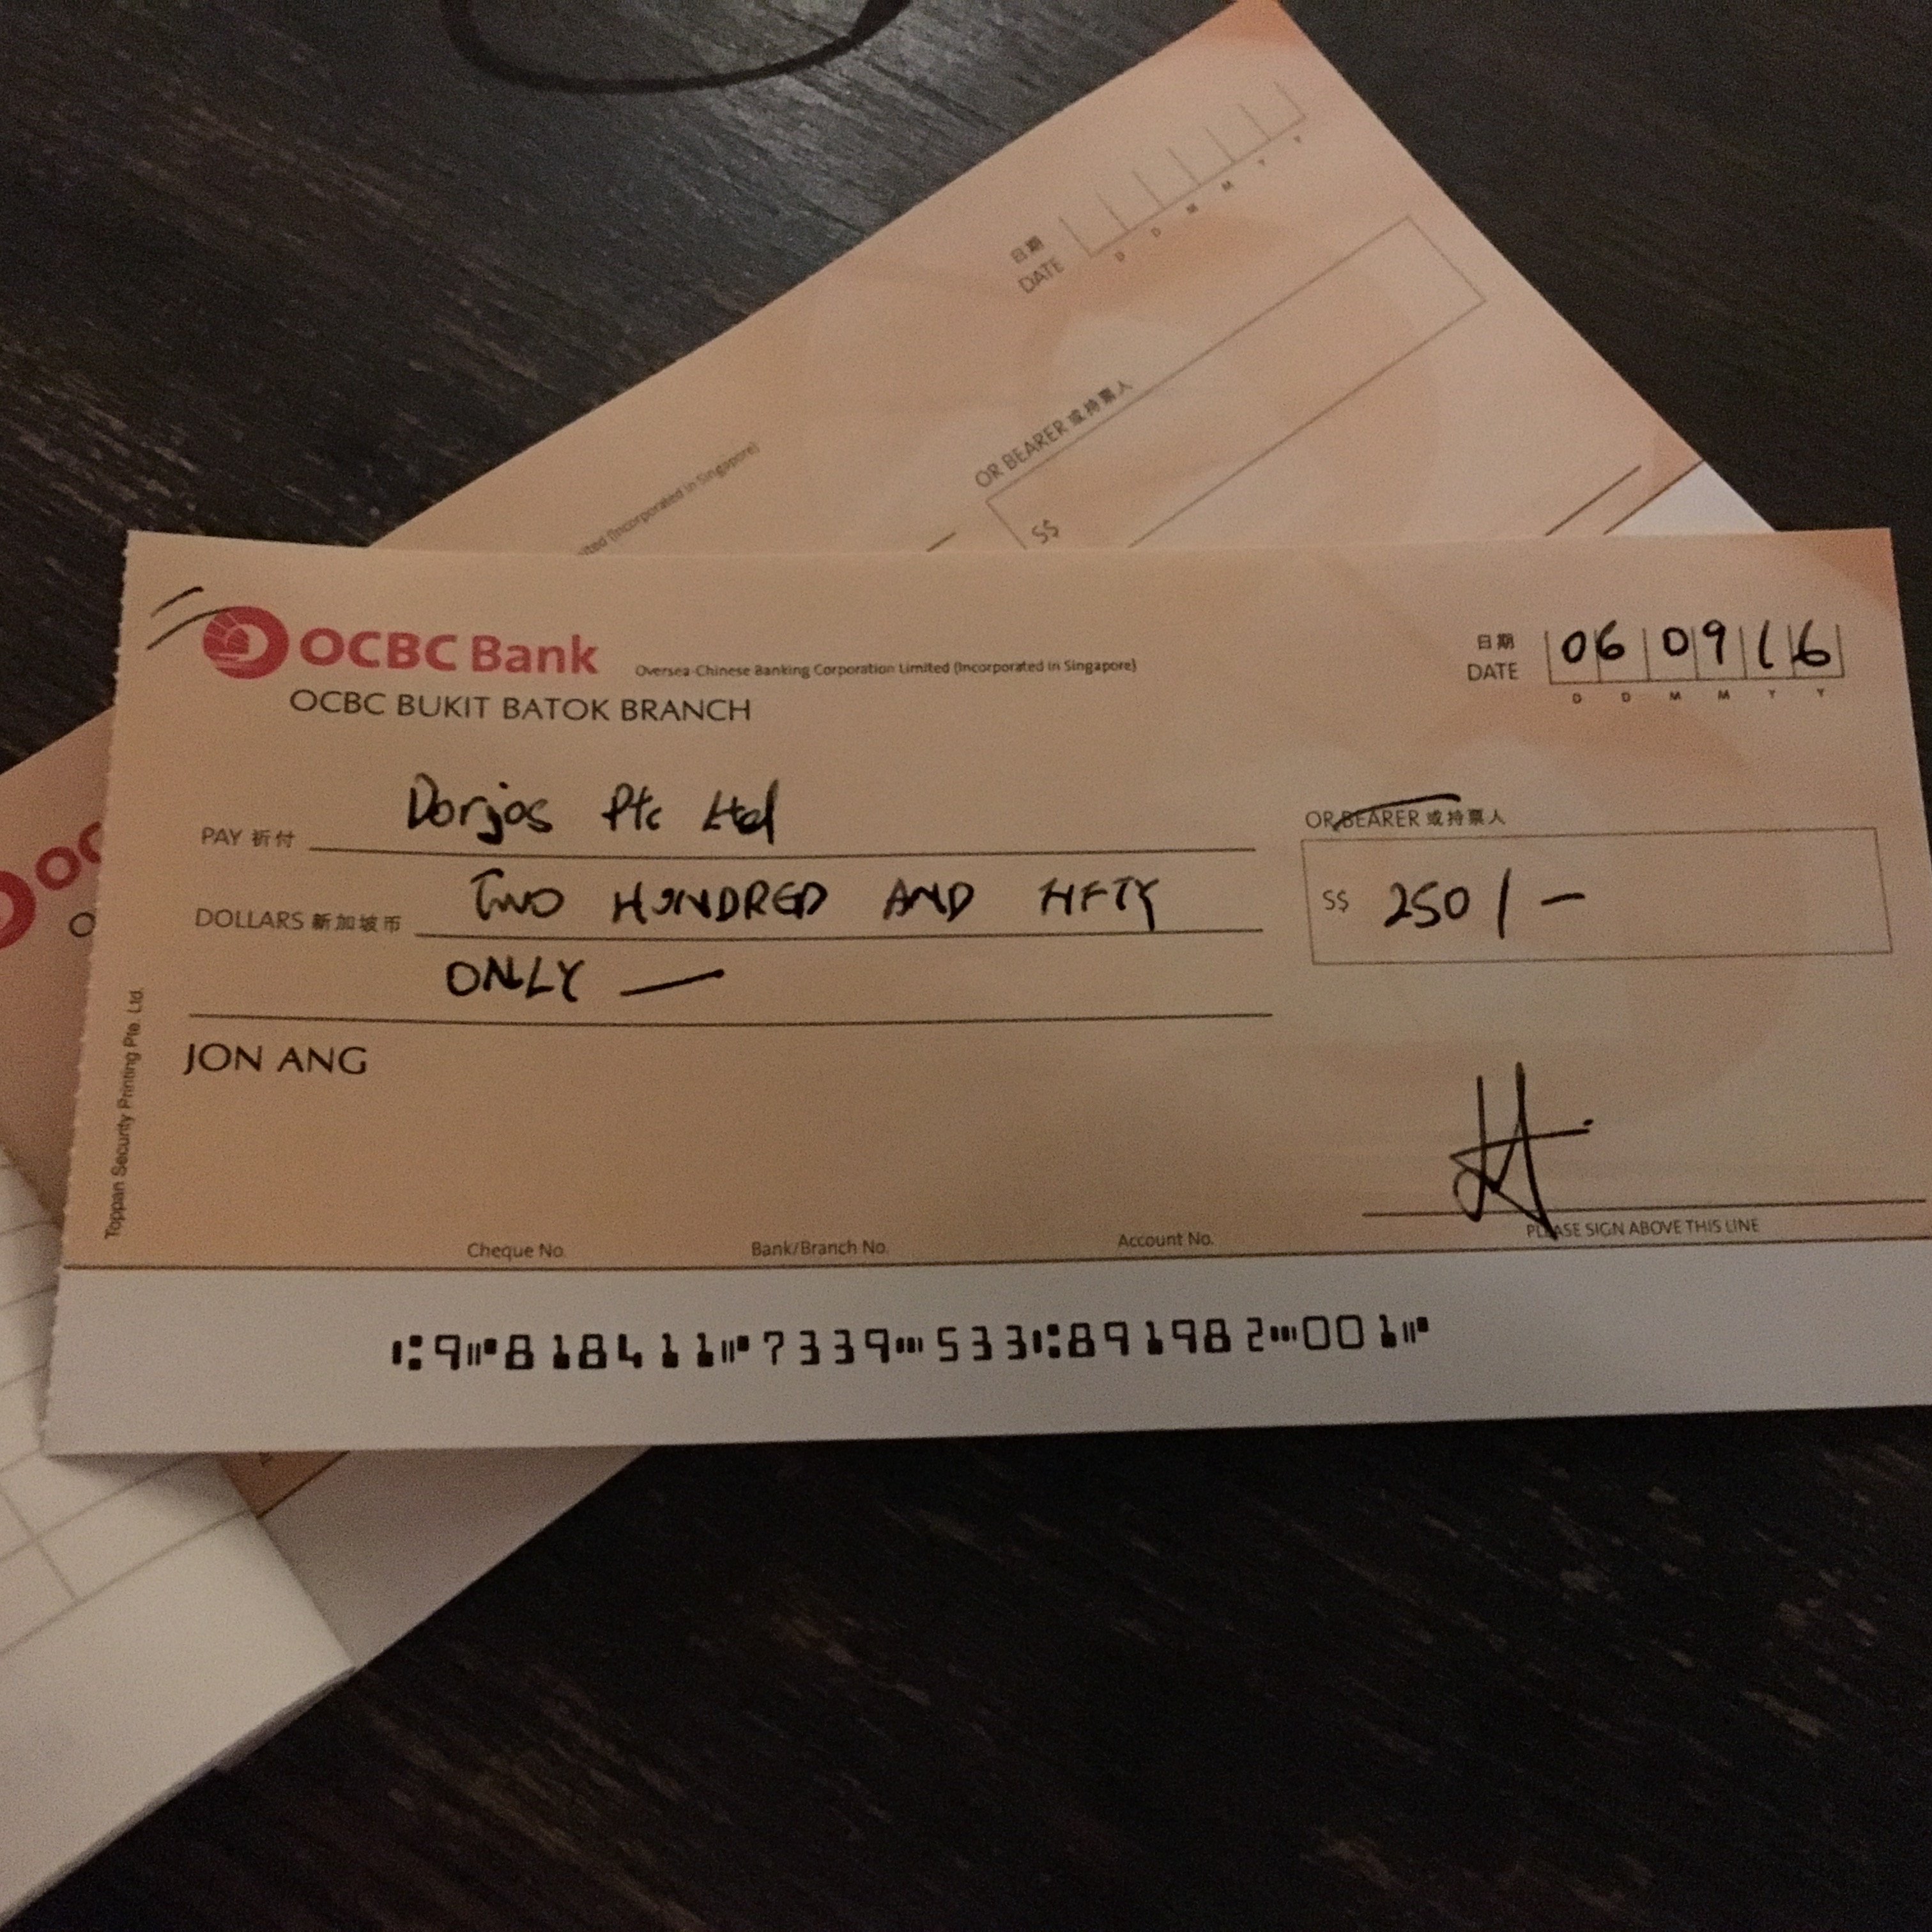 日期
DATE
D D M M Y Y
OR BEARER 或持票人
S$
ited (Incorporated in Singapore)
OCBC Bank
Oversea-Chinese Banking Corporation Limited (Incorporated in Singapore)
日期
DATE
06 09 16
D D M M Y Y
OCBC BUKIT BATOK BRANCH
PAY 祈付 Dorjos Pte Ltd
OR BEARER 或持票人
DOLLARS 新加坡币 TWO HUNDRED AND FIFTY
S$ 250/-
ONLY —
JON ANG
Toppan Security Printing Pte. Ltd.
PLEASE SIGN ABOVE THIS LINE
Cheque No. Bank/Branch No. Account No.
⑆9⑈818411⑈7339⑉533⑆891982⑉001⑈
OC
O